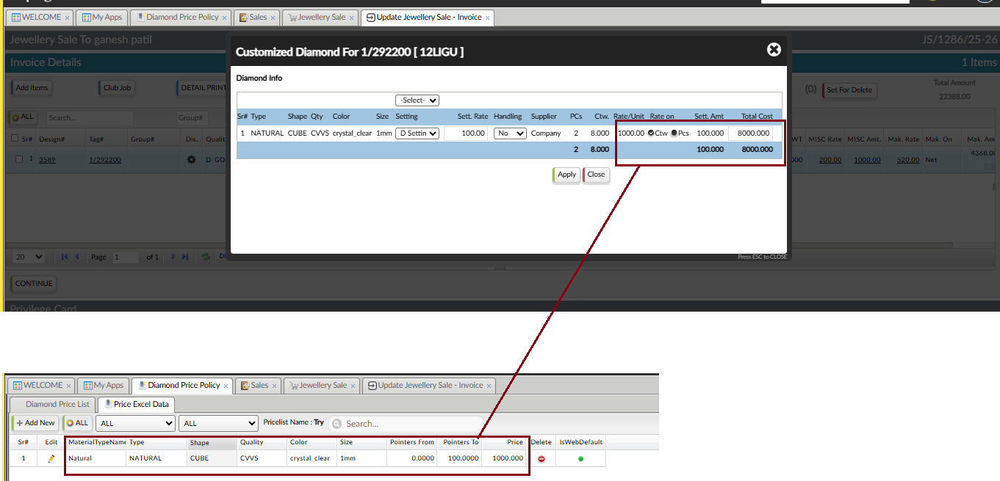 WELCOME × My Apps Diamond Price Policy × Sales × Jewellery Sale × Update Jewellery Sale - Invoice ×
Jewellery Sale To ganesh patil JS/1286/25-26
Invoice Details 1 Items
Add Items Club Job DETAIL PRINT (0) Set For Delete Total Amount
22388.00
ALL Search... Group#
Sr# Design# Tag# Group# Dis. Qualit WT MISC Rate MISC Amt. Mak. Rate Mak. On Mak. Am
1 3589 1/292200 D_GO 000 200.00 1000.00 520.00 Net 4368.00
20 Page 1 of 1
CONTINUE
Privilege Card
Customized Diamond For 1/292200 [ 12LIGU ]
Diamond Info
-Select-
Sr# Type Shape Qty Color Size Setting Sett. Rate Handling Supplier PCs Ctw. Rate/Unit Rate on Sett. Amt Total Cost
1 NATURAL CUBE CVVS crystal_clear 1mm D Settin 100.00 No Company 2 8.000 1000.00 Ctw Pcs 100.000 8000.000
2 8.000 100.000 8000.000
Apply Close
Press ESC to CLOSE
WELCOME × My Apps Diamond Price Policy × Sales × Jewellery Sale × Update Jewellery Sale - Invoice ×
Diamond Price List Price Excel Data
+ Add New ALL ALL ALL Pricelist Name : Try Search...
Sr# Edit MaterialTypeName Type Shape Quality Color Size Pointers From Pointers To Price Delete IsWebDefault
1 Natural NATURAL CUBE CVVS crystal_clear 1mm 0.0000 100.0000 1000.000